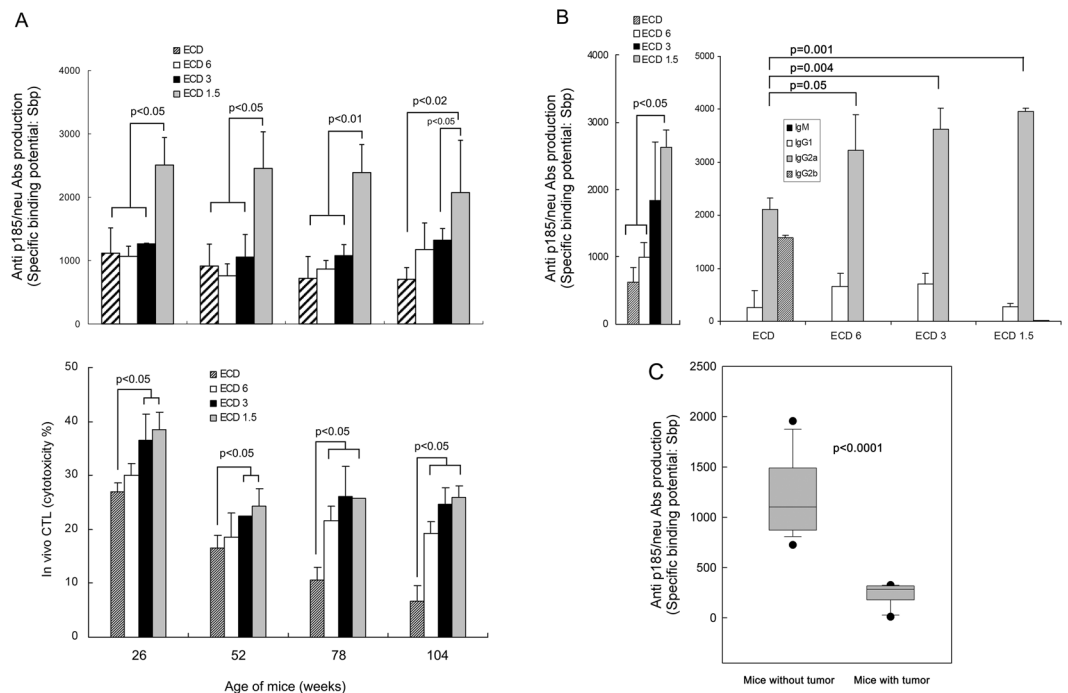 A
ECD
ECD 6
ECD 3
ECD 1.5
Anti p185/neu Abs production
(Specific binding potential: Sbp)
4000
3000
2000
1000
0
p<0.05
p<0.05
p<0.01
p<0.02
p<0.05
In vivo CTL (cytotoxicity %)
50
40
30
20
10
0
ECD
ECD 6
ECD 3
ECD 1.5
p<0.05
p<0.05
p<0.05
p<0.05
26
52
78
104
Age of mice (weeks)
B
ECD
ECD 6
ECD 3
ECD 1.5
Anti p185/neu Abs production
(Specific binding potential: Sbp)
4000
3000
2000
1000
0
p<0.05
5000
4000
3000
2000
1000
0
p=0.001
p=0.004
p=0.05
IgM
IgG1
IgG2a
IgG2b
ECD
ECD 6
ECD 3
ECD 1.5
C
Anti p185/neu Abs production
(Specific binding potential: Sbp)
2500
2000
1500
1000
500
0
p<0.0001
Mice without tumor
Mice with tumor